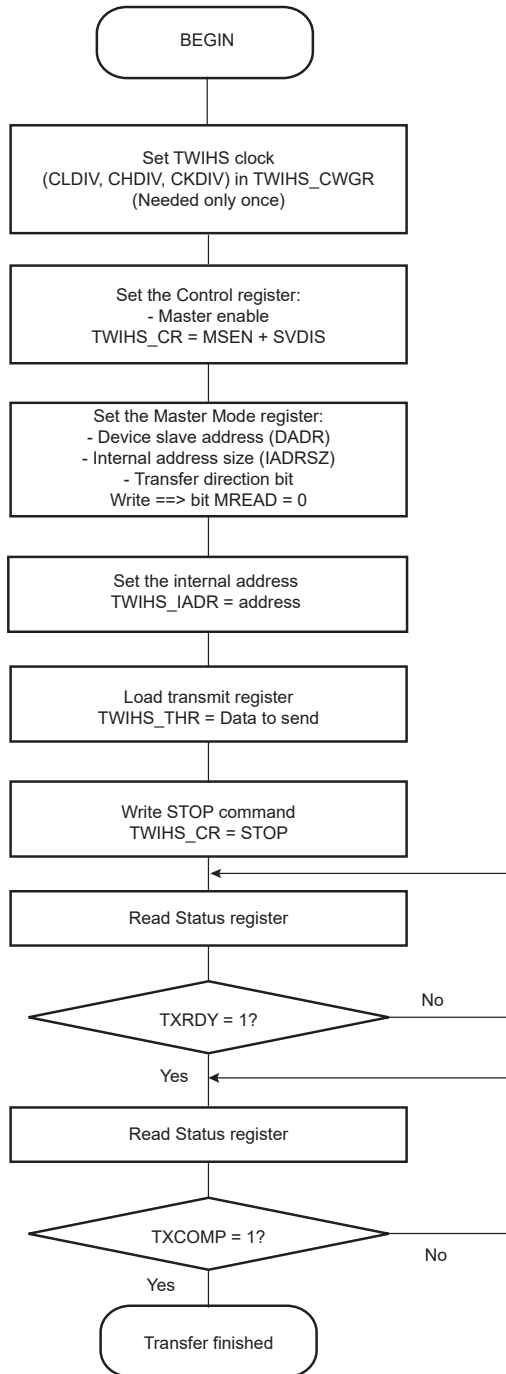 BEGIN
Set TWIHS clock
(CLDIV, CHDIV, CKDIV) in TWIHS_CWGR
(Needed only once)
Set the Control register:
- Master enable
TWIHS_CR = MSEN + SVDIS
Set the Master Mode register:
- Device slave address (DADR)
- Internal address size (IADRSZ)
- Transfer direction bit
Write ==> bit MREAD = 0
Set the internal address
TWIHS_IADR = address
Load transmit register
TWIHS_THR = Data to send
Write STOP command
TWIHS_CR = STOP
Read Status register
TXRDY = 1?
No
Yes
Read Status register
TXCOMP = 1?
No
Yes
Transfer finished